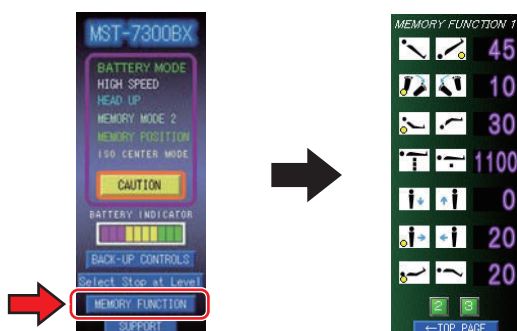 MST-7300BX
BATTERY MODE
HIGH SPEED
HEAD UP
MEMORY MODE 2
MEMORY POSITION
ISO CENTER MODE
CAUTION
BATTERY INDICATOR
BACK-UP CONTROLS
Select Stop at Level
MEMORY FUNCTION
SUPPORT
MEMORY FUNCTION 1
45
10
30
1100
0
20
20
2 3
←TOP PAGE